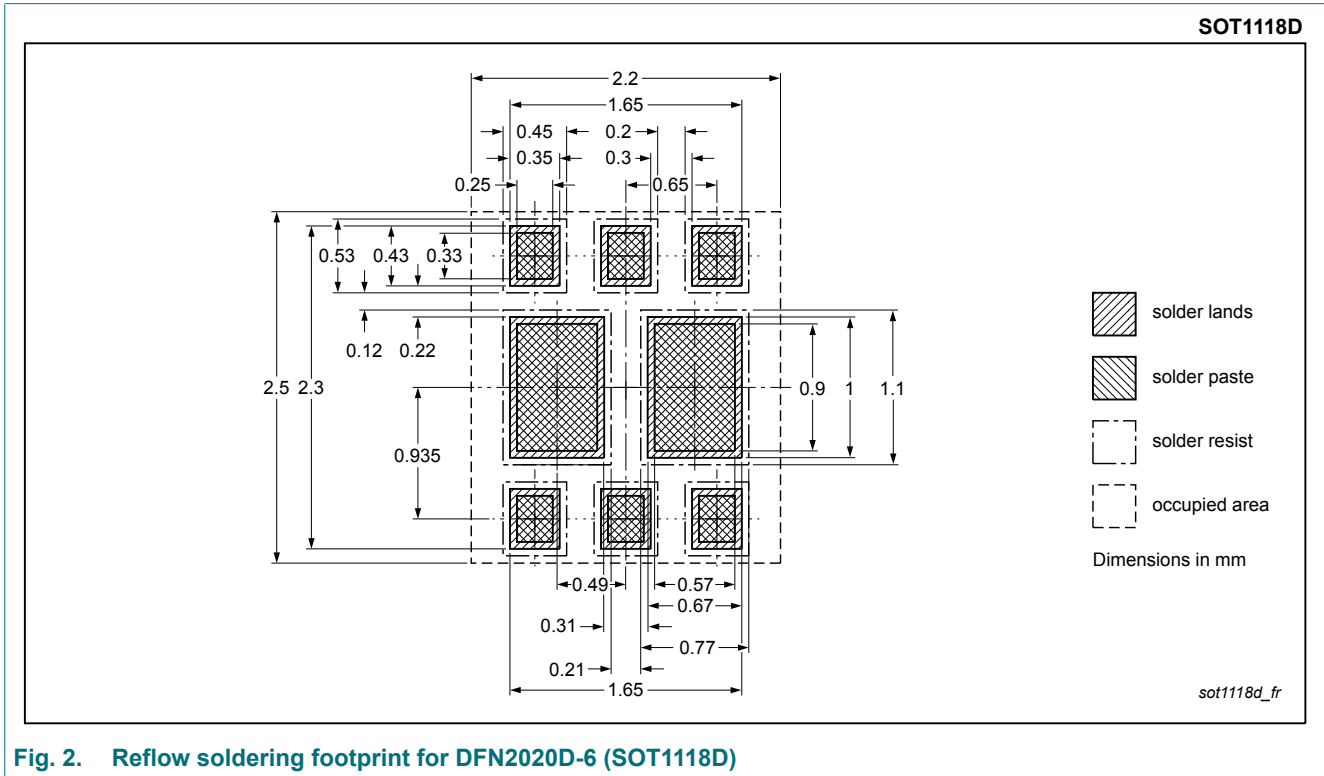 SOT1118D
2.2
1.65
0.45 0.2
0.35 0.3
0.25 0.65
0.53 0.43 0.33
solder lands
0.12 0.22
solder paste
2.5 2.3 0.9 1 1.1
solder resist
0.935
occupied area
Dimensions in mm
0.49 0.57
0.67
0.31
0.77
0.21
1.65
sot1118d_fr
Fig. 2. Reflow soldering footprint for DFN2020D-6 (SOT1118D)